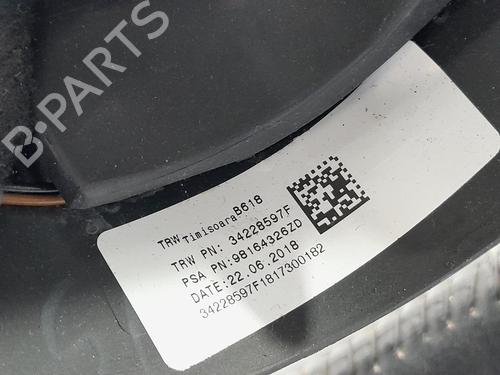 B-PARTS
TRW Timisoara B618
TRW PN: 34228597F
PSA PN:98164326ZD
DATE:22.06.2018
34228597F1817300182